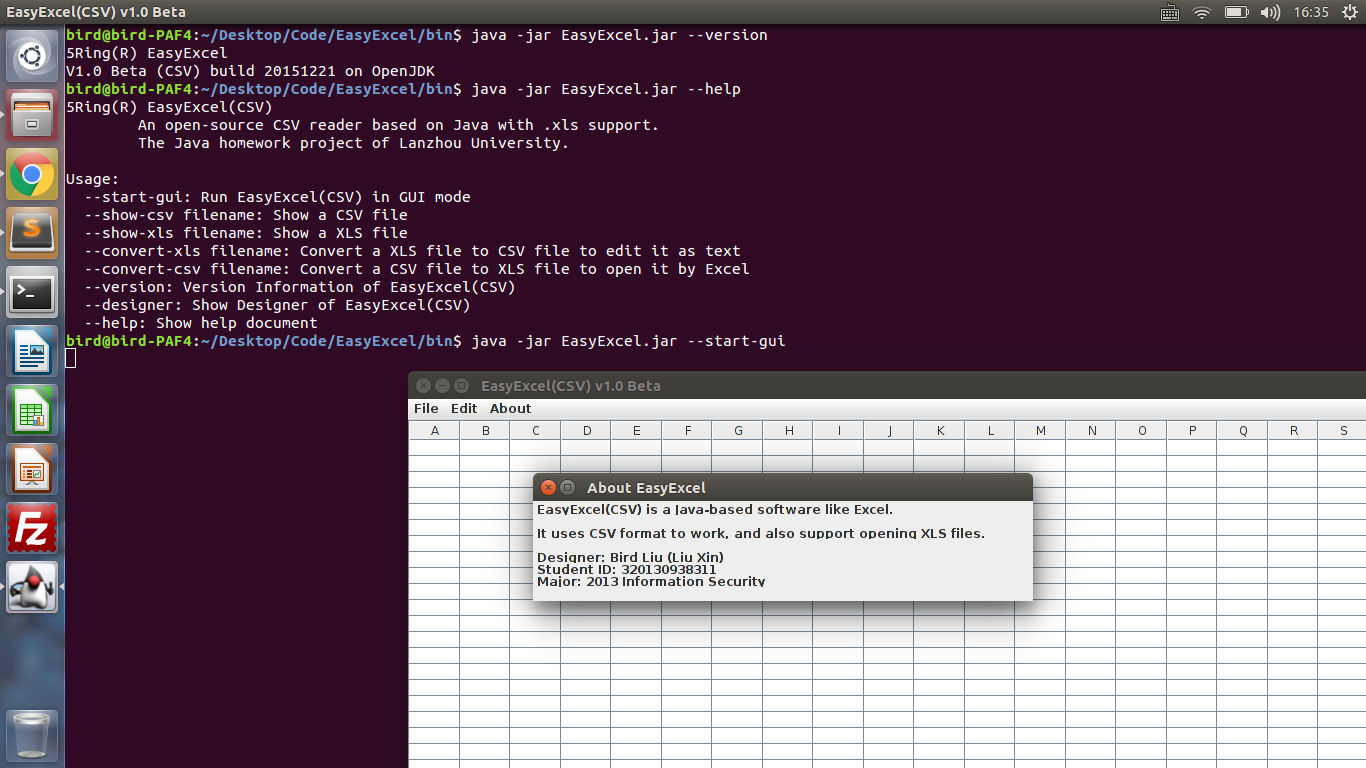 EasyExcel(CSV) v1.0 Beta
16:35
bird@bird-PAF4:~/Desktop/Code/EasyExcel/bin$ java -jar EasyExcel.jar --version
5Ring(R) EasyExcel
V1.0 Beta (CSV) build 20151221 on OpenJDK
bird@bird-PAF4:~/Desktop/Code/EasyExcel/bin$ java -jar EasyExcel.jar --help
5Ring(R) EasyExcel(CSV)
An open-source CSV reader based on Java with .xls support.
The Java homework project of Lanzhou University.
Usage:
--start-gui: Run EasyExcel(CSV) in GUI mode
--show-csv filename: Show a CSV file
--show-xls filename: Show a XLS file
--convert-xls filename: Convert a XLS file to CSV file to edit it as text
--convert-csv filename: Convert a CSV file to XLS file to open it by Excel
--version: Version Information of EasyExcel(CSV)
--designer: Show Designer of EasyExcel(CSV)
--help: Show help document
bird@bird-PAF4:~/Desktop/Code/EasyExcel/bin$ java -jar EasyExcel.jar --start-gui
EasyExcel(CSV) v1.0 Beta
File Edit About
A B C D E F G H I J K L M N O P Q R S
About EasyExcel
EasyExcel(CSV) is a Java-based software like Excel.
It uses CSV format to work, and also support opening XLS files.
Designer: Bird Liu (Liu Xin)
Student ID: 320130938311
Major: 2013 Information Security
S
>_
Fz